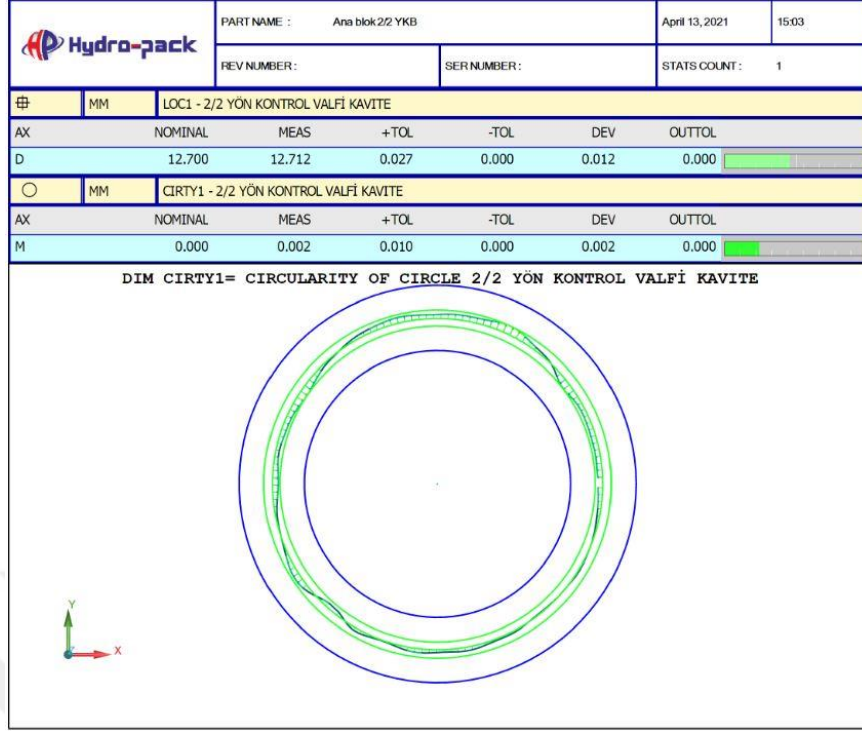 HP Hydro-pack
PART NAME : Ana blok 2/2 YKB April 13, 2021 15:03
REV NUMBER : SER NUMBER : STATS COUNT : 1
MM LOC1 - 2/2 YÖN KONTROL VALFİ KAVITE
AX NOMINAL MEAS +TOL -TOL DEV OUTTOL
D 12.700 12.712 0.027 0.000 0.012 0.000
MM CIRTY1 - 2/2 YÖN KONTROL VALFİ KAVITE
AX NOMINAL MEAS +TOL -TOL DEV OUTTOL
M 0.000 0.002 0.010 0.000 0.002 0.000
DIM CIRTY1= CIRCULARITY OF CIRCLE 2/2 YÖN KONTROL VALFİ KAVITE
Y
X